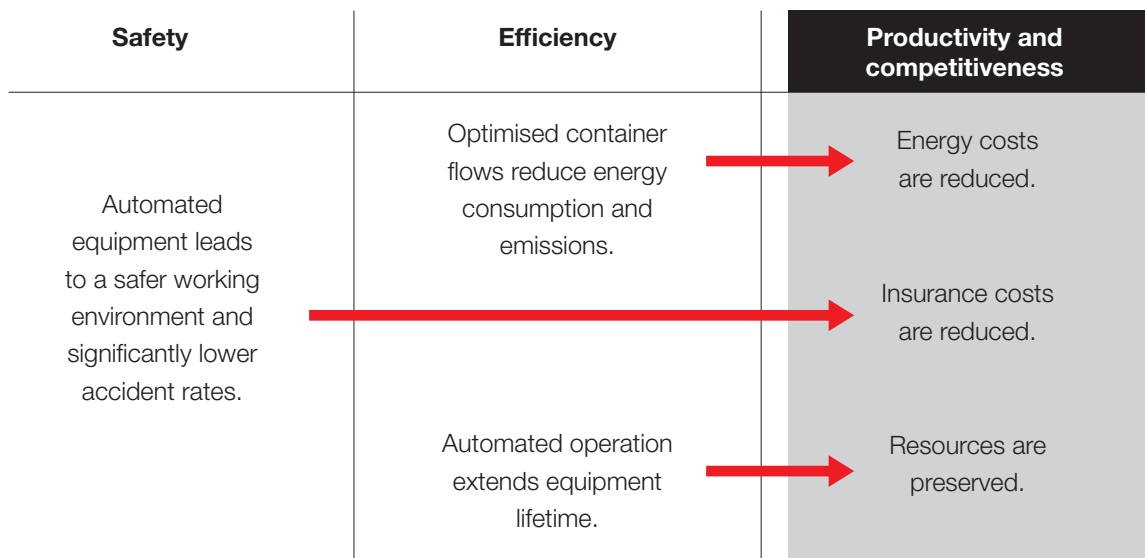 Safety
Efficiency
Productivity and
competitiveness
Automated
equipment leads
to a safer working
environment and
significantly lower
accident rates.
Optimised container
flows reduce energy
consumption and
emissions.
Energy costs
are reduced.
Insurance costs
are reduced.
Automated operation
extends equipment
lifetime.
Resources are
preserved.